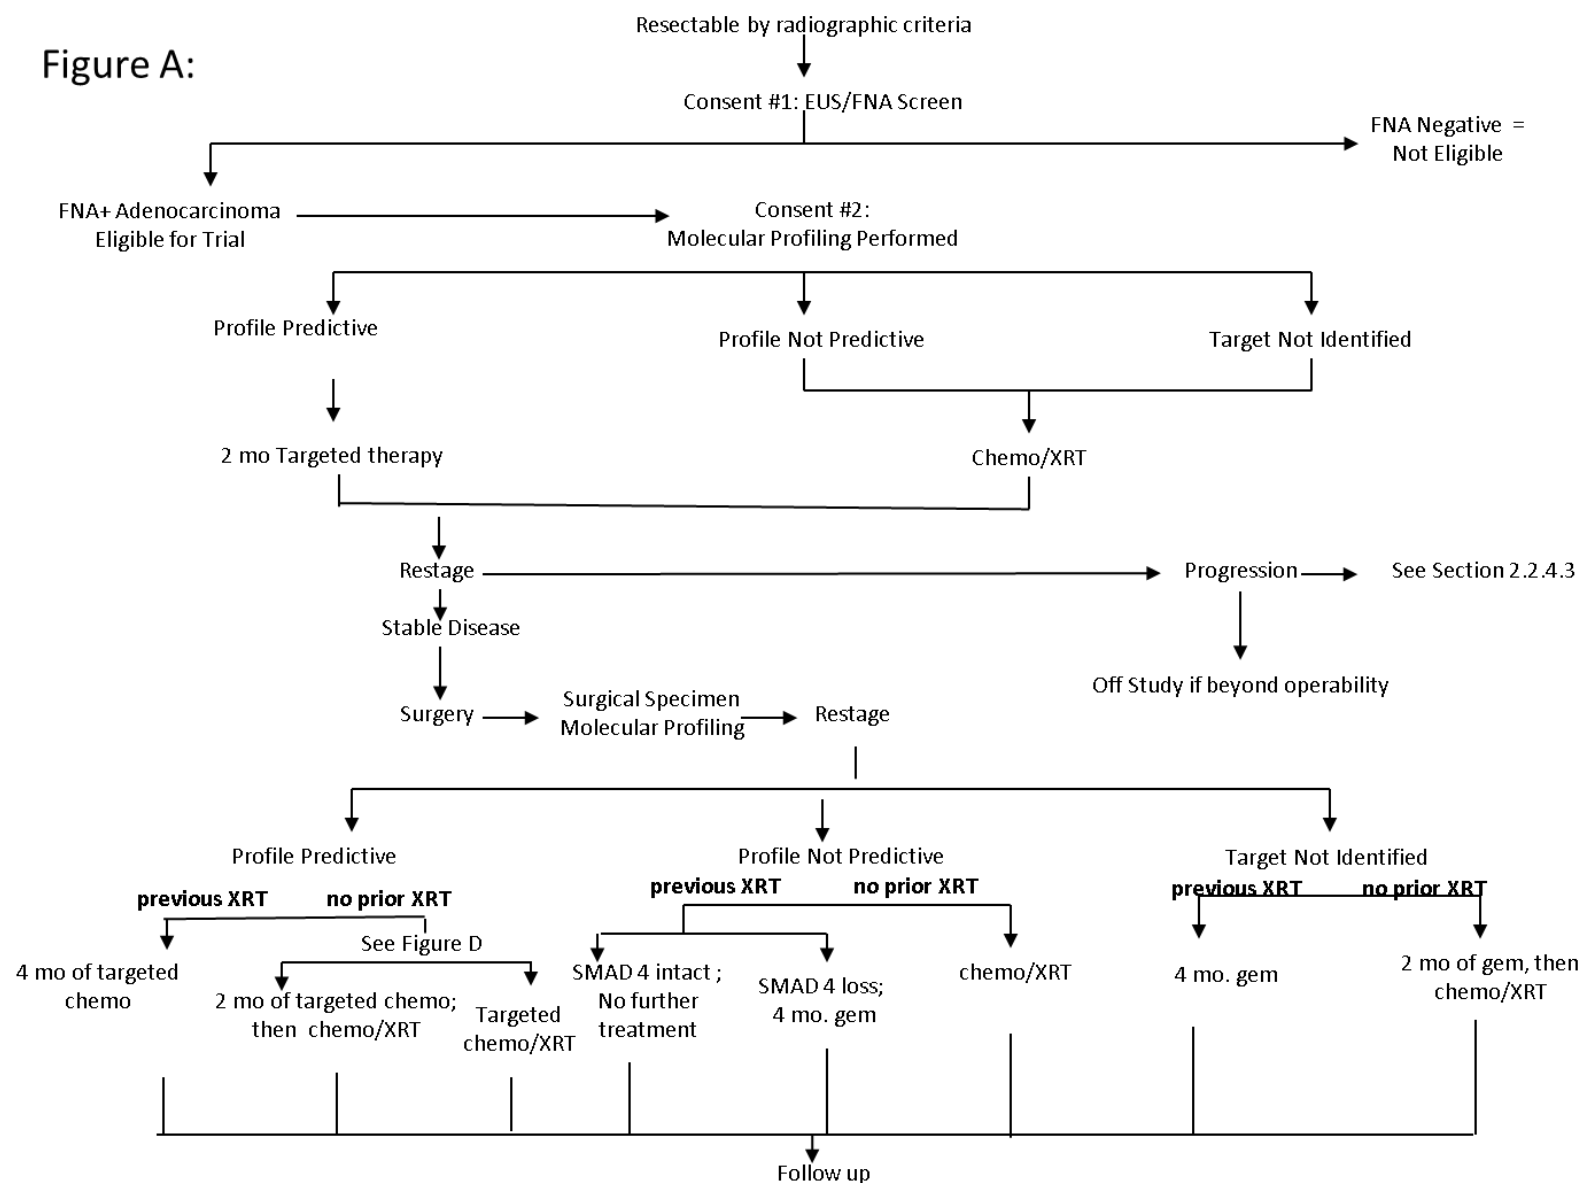 Figure A:
Resectable by radiographic criteria
Consent #1: EUS/FNA Screen
FNA Negative =
Not Eligible
FNA+ Adenocarcinoma
Eligible for Trial
Consent #2:
Molecular Profiling Performed
Profile Predictive
Profile Not Predictive
Target Not Identified
2 mo Targeted therapy
Chemo/XRT
Restage
Progression
See Section 2.2.4.3
Stable Disease
Off Study if beyond operability
Surgery
Surgical Specimen
Molecular Profiling
Restage
Profile Predictive
previous XRT no prior XRT
See Figure D
4 mo of targeted
chemo
2 mo of targeted chemo;
then chemo/XRT
Targeted
chemo/XRT
Profile Not Predictive
previous XRT no prior XRT
SMAD 4 intact ;
No further
treatment
SMAD 4 loss;
4 mo. gem
chemo/XRT
Target Not Identified
previous XRT no prior XRT
4 mo. gem
2 mo of gem, then
chemo/XRT
Follow up